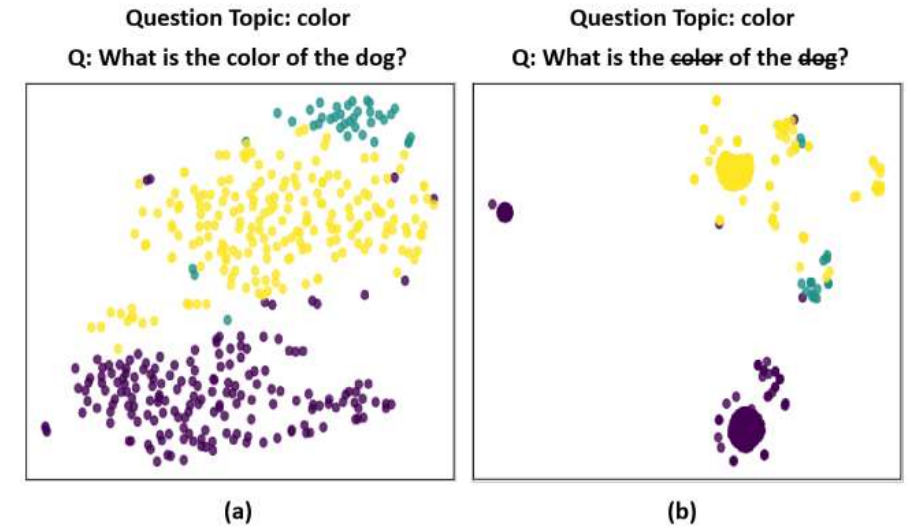 Question Topic: color
Q: What is the color of the dog?
(a)
Question Topic: color
Q: What is the color of the dog?
(b)